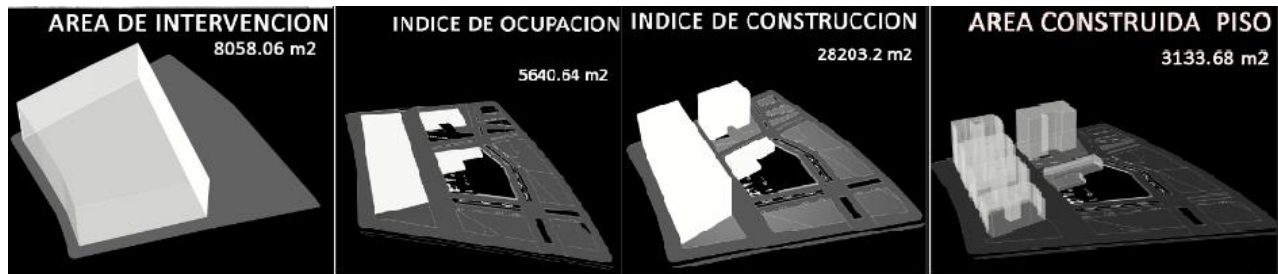 AREA DE INTERVENCION
8058.06 m2
INDICE DE OCUPACION
5640.64 m2
INDICE DE CONSTRUCCION
28203.2 m2
AREA CONSTRUIDA PISO
3133.68 m2